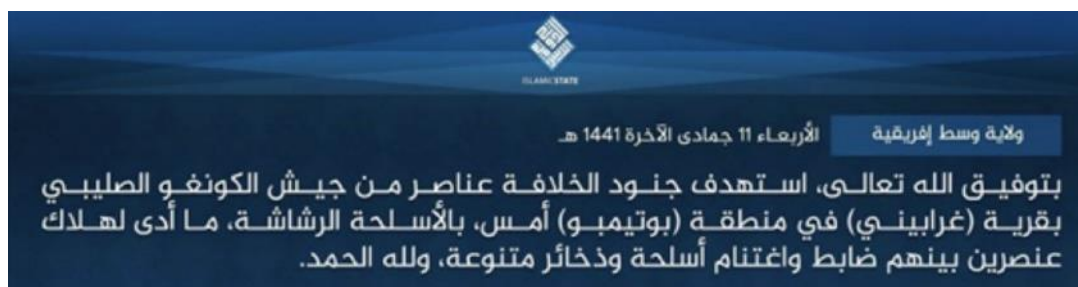 ISLAMIC STATE
ولاية وسط إفريقية الأربعاء 11 جمادى الآخرة 1441 هـ
بتوفيق الله تعالى، استهدف جنود الخلافة عناصر من جيش الكونغو الصليبي
بقرية (غرابيني) في منطقة (بوتيمبو) أمس، بالأسلحة الرشاشة، ما أدى لهلاك
عنصرين بينهم ضابط واغتنام أسلحة وذخائر متنوعة، ولله الحمد.